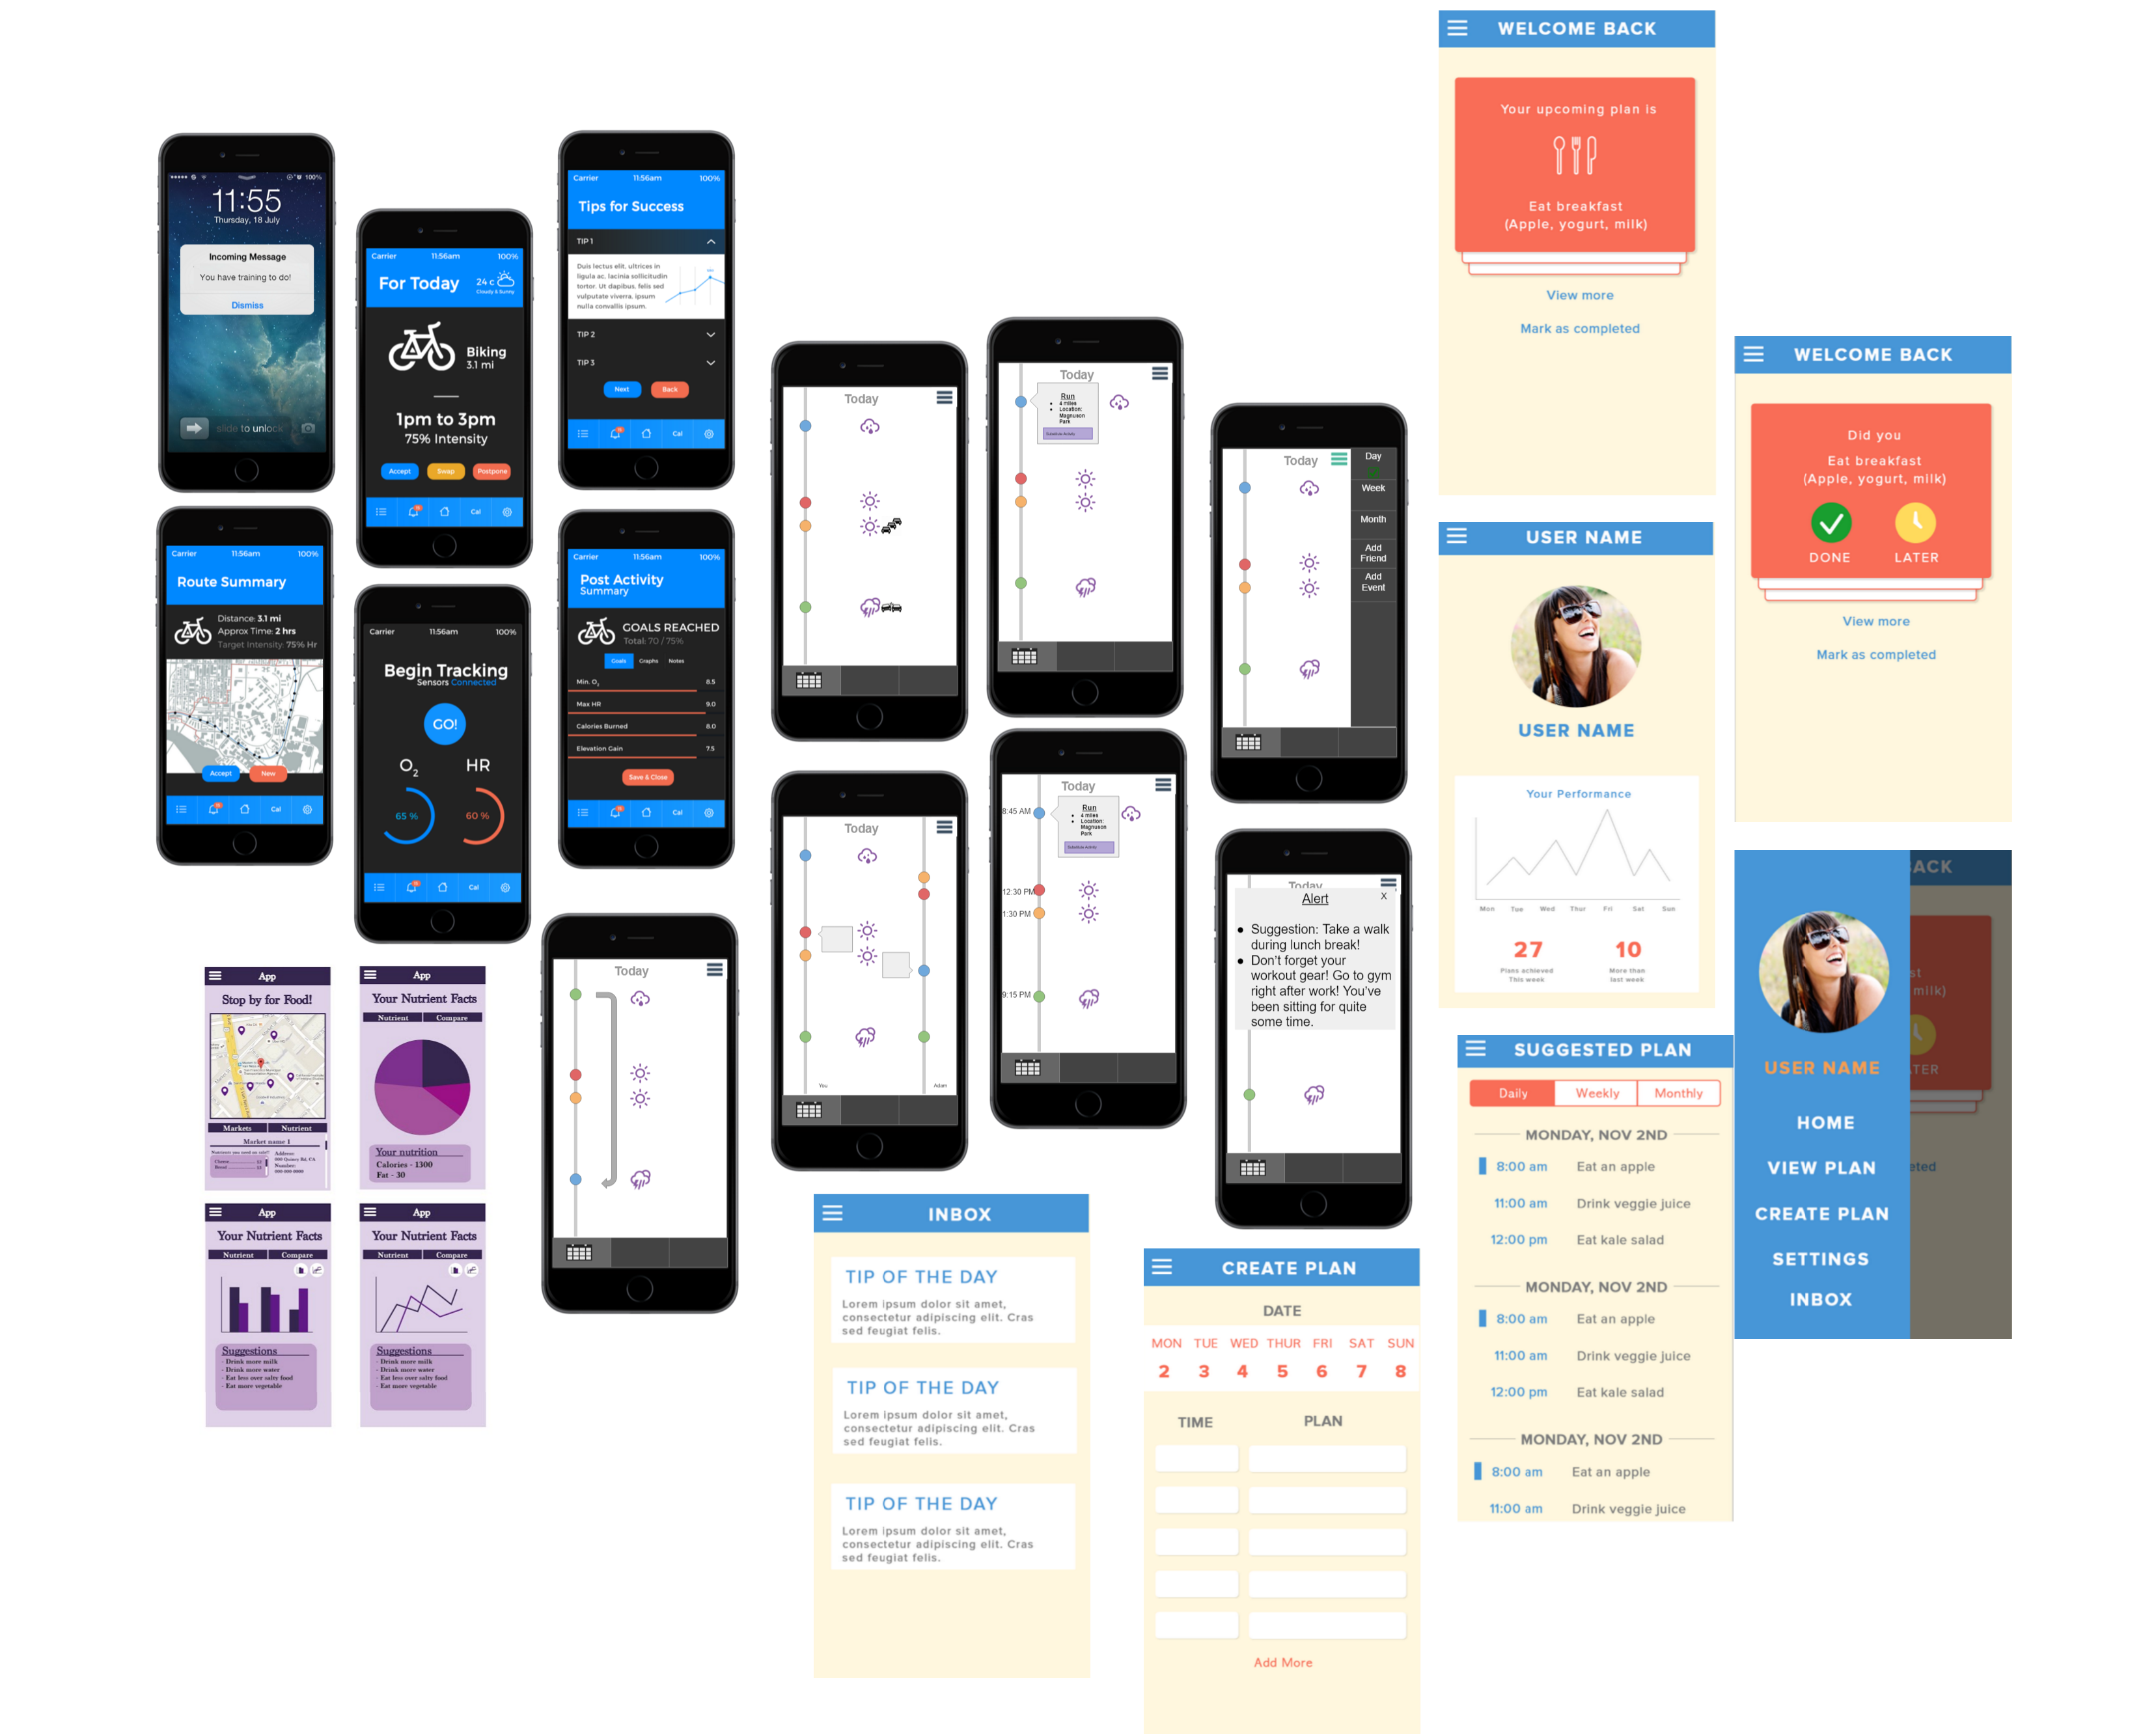 11:55
Thursday, 18 July
100%
Incoming Message
You have training to do!
Dismiss
slide to unlock
Carrier 11:56am 100%
For Today
24 c
Cloudy & Sunny
Biking
3.1 mi
1pm to 3pm
75% Intensity
Accept Swap Postpone
Cal
Carrier 11:56am 100%
Tips for Success
TIP 1
Duis lectus elit, ultrices in
ligula ac, lacinia sollicitudin
tortor. Ut dapibus, felis sed
vulputate viverra, ipsum
nulla convallis ipsum.
TIP 2
TIP 3
Next Back
Cal
Carrier 11:56am 100%
Route Summary
Distance: 3.1 mi
Approx Time: 2 hrs
Target Intensity: 75% Hr
Accept New
Cal
Carrier 11:56am 100%
Begin Tracking
Sensors Connected
GO!
O2 HR
65 % 60 %
Cal
Carrier 11:56am 100%
Post Activity
Summary
GOALS REACHED
Total: 70 / 75%
Goals Graphs Notes
Min. O2 8.5
Max HR 9.0
Calories Burned 8.0
Elevation Gain 7.5
Save & Close
Cal
App
Stop by for Food!
Markets Nutrient
Market name 1
Address:
Number:
App
Your Nutrient Facts
Nutrient Compare
Your nutrition
Calories - 1300
Fat - 30
App
Your Nutrient Facts
Nutrient Compare
Suggestions
- Drink more milk
- Drink more water
- Eat less over salty food
- Eat more vegetable
App
Your Nutrient Facts
Nutrient Compare
Suggestions
- Drink more milk
- Drink more water
- Eat less over salty food
- Eat more vegetable
Today
Today
Today
Run
4 miles
Location:
Magnuson
Park
Schedule Activity
Today
Day
Week
Month
Add
Friend
Add
Event
Today
You Adam
Today
8:45 AM
Run
4 miles
Location:
Magnuson
Park
Schedule Activity
12:30 PM
1:30 PM
9:15 PM
Today
Alert X
● Suggestion: Take a walk
during lunch break!
● Don't forget your
workout gear! Go to gym
right after work! You've
been sitting for quite
some time.
INBOX
TIP OF THE DAY
Lorem ipsum dolor sit amet,
consectetur adipiscing elit. Cras
sed feugiat felis.
TIP OF THE DAY
Lorem ipsum dolor sit amet,
consectetur adipiscing elit. Cras
sed feugiat felis.
TIP OF THE DAY
Lorem ipsum dolor sit amet,
consectetur adipiscing elit. Cras
sed feugiat felis.
CREATE PLAN
DATE
MON TUE WED THUR FRI SAT SUN
2 3 4 5 6 7 8
TIME PLAN
Add More
WELCOME BACK
Your upcoming plan is
Eat breakfast
(Apple, yogurt, milk)
View more
Mark as completed
WELCOME BACK
Did you
Eat breakfast
(Apple, yogurt, milk)
DONE LATER
View more
Mark as completed
USER NAME
USER NAME
Your Performance
Mon Tue Wed Thur Fri Sat Sun
27 10
Plans achieved More than
This week last week
SUGGESTED PLAN
Daily Weekly Monthly
MONDAY, NOV 2ND
8:00 am Eat an apple
11:00 am Drink veggie juice
12:00 pm Eat kale salad
MONDAY, NOV 2ND
8:00 am Eat an apple
11:00 am Drink veggie juice
12:00 pm Eat kale salad
MONDAY, NOV 2ND
8:00 am Eat an apple
11:00 am Drink veggie juice
ACK
st
milk)
TER
eted
USER NAME
HOME
VIEW PLAN
CREATE PLAN
SETTINGS
INBOX